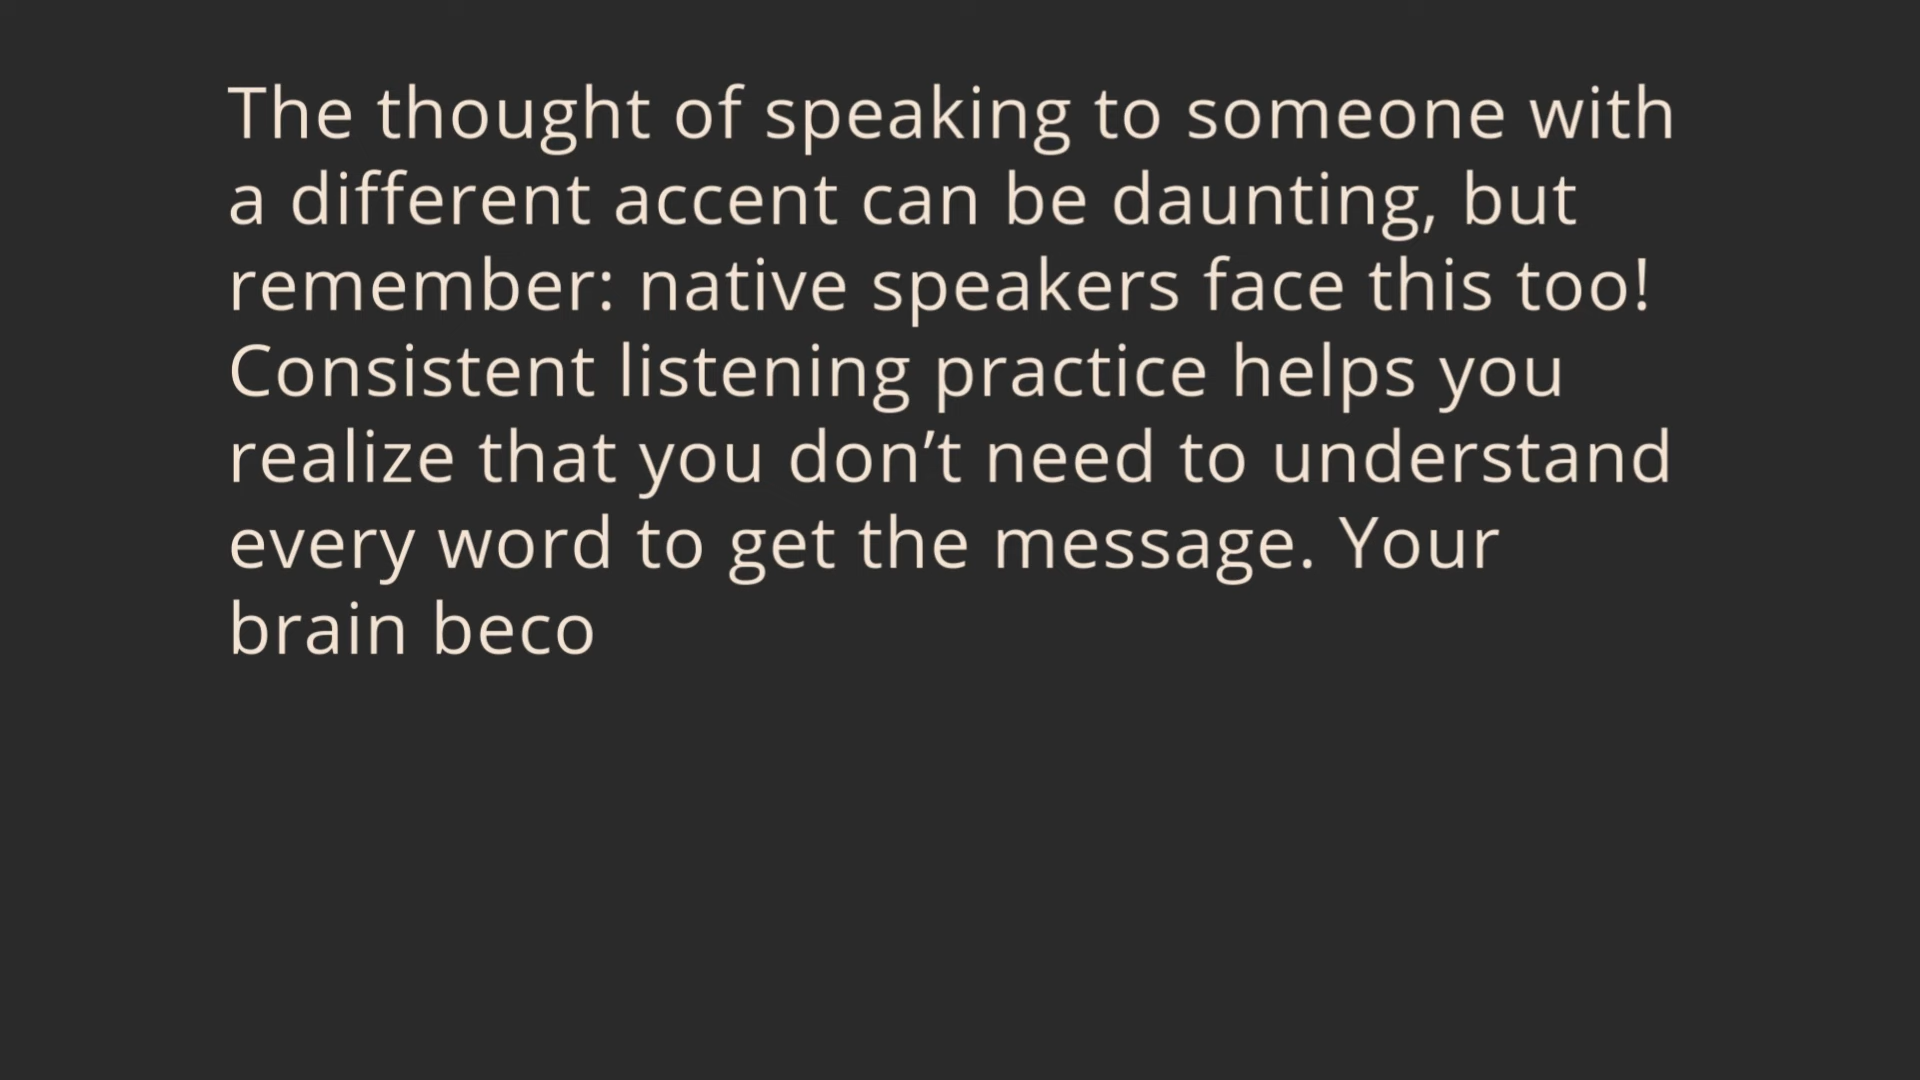 The thought of speaking to someone with
a different accent can be daunting, but
remember: native speakers face this too!
Consistent listening practice helps you
realize that you don’t need to understand
every word to get the message. Your
brain beco